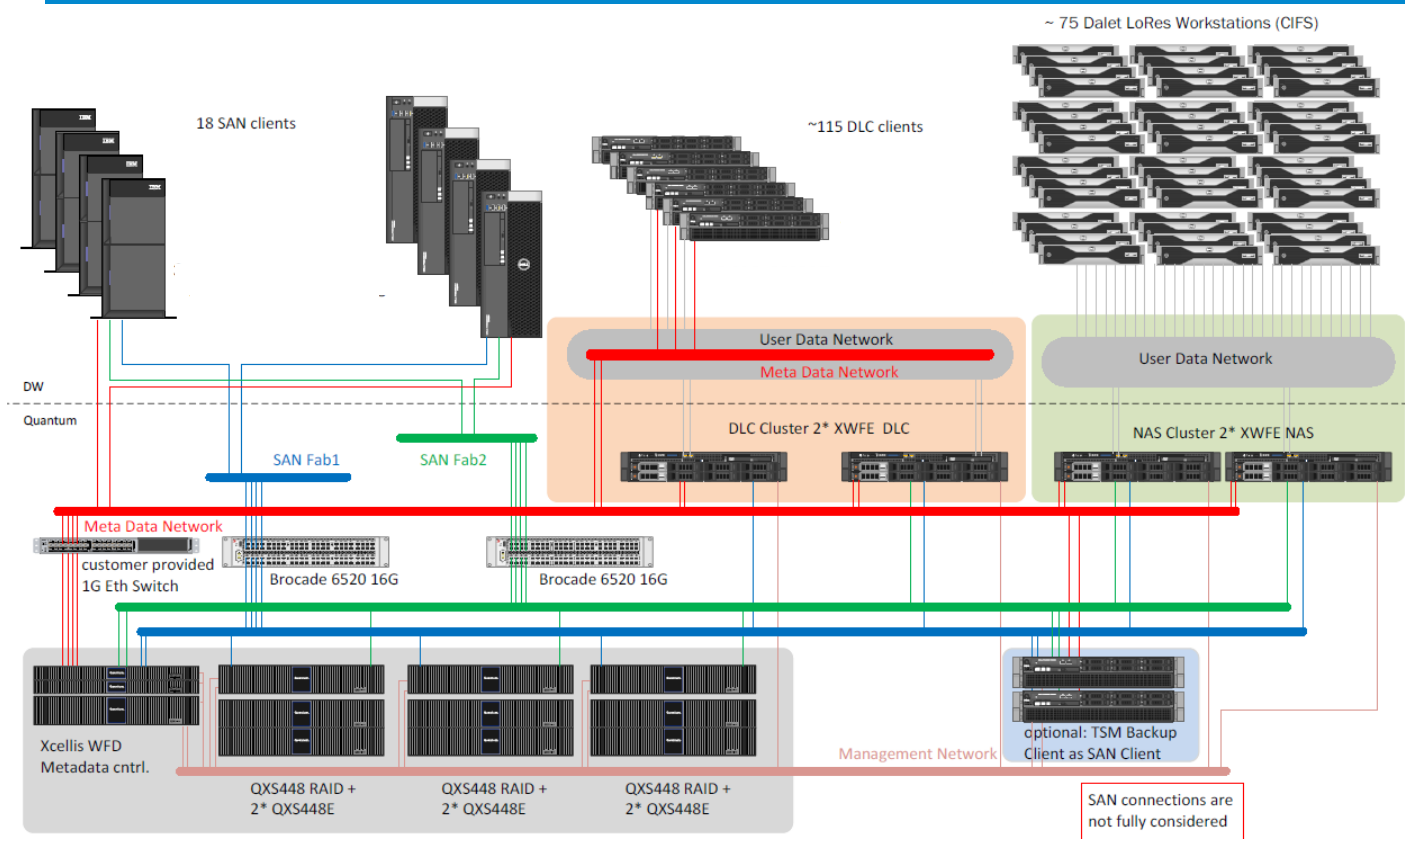 ~ 75 Dalet LoRes Workstations (CIFS)
18 SAN clients
~115 DLC clients
User Data Network
Meta Data Network
User Data Network
DW
Quantum
DLC Cluster 2* XWFE  DLC
NAS Cluster 2* XWFE NAS
SAN Fab1
SAN Fab2
Meta Data Network
customer provided
1G Eth Switch
Brocade 6520 16G
Brocade 6520 16G
Xcellis WFD
Metadata cntrl.
optional: TSM Backup
Client as SAN Client
Management Network
QXS448 RAID +
2* QXS448E
QXS448 RAID +
2* QXS448E
QXS448 RAID +
2* QXS448E
SAN connections are
not fully considered